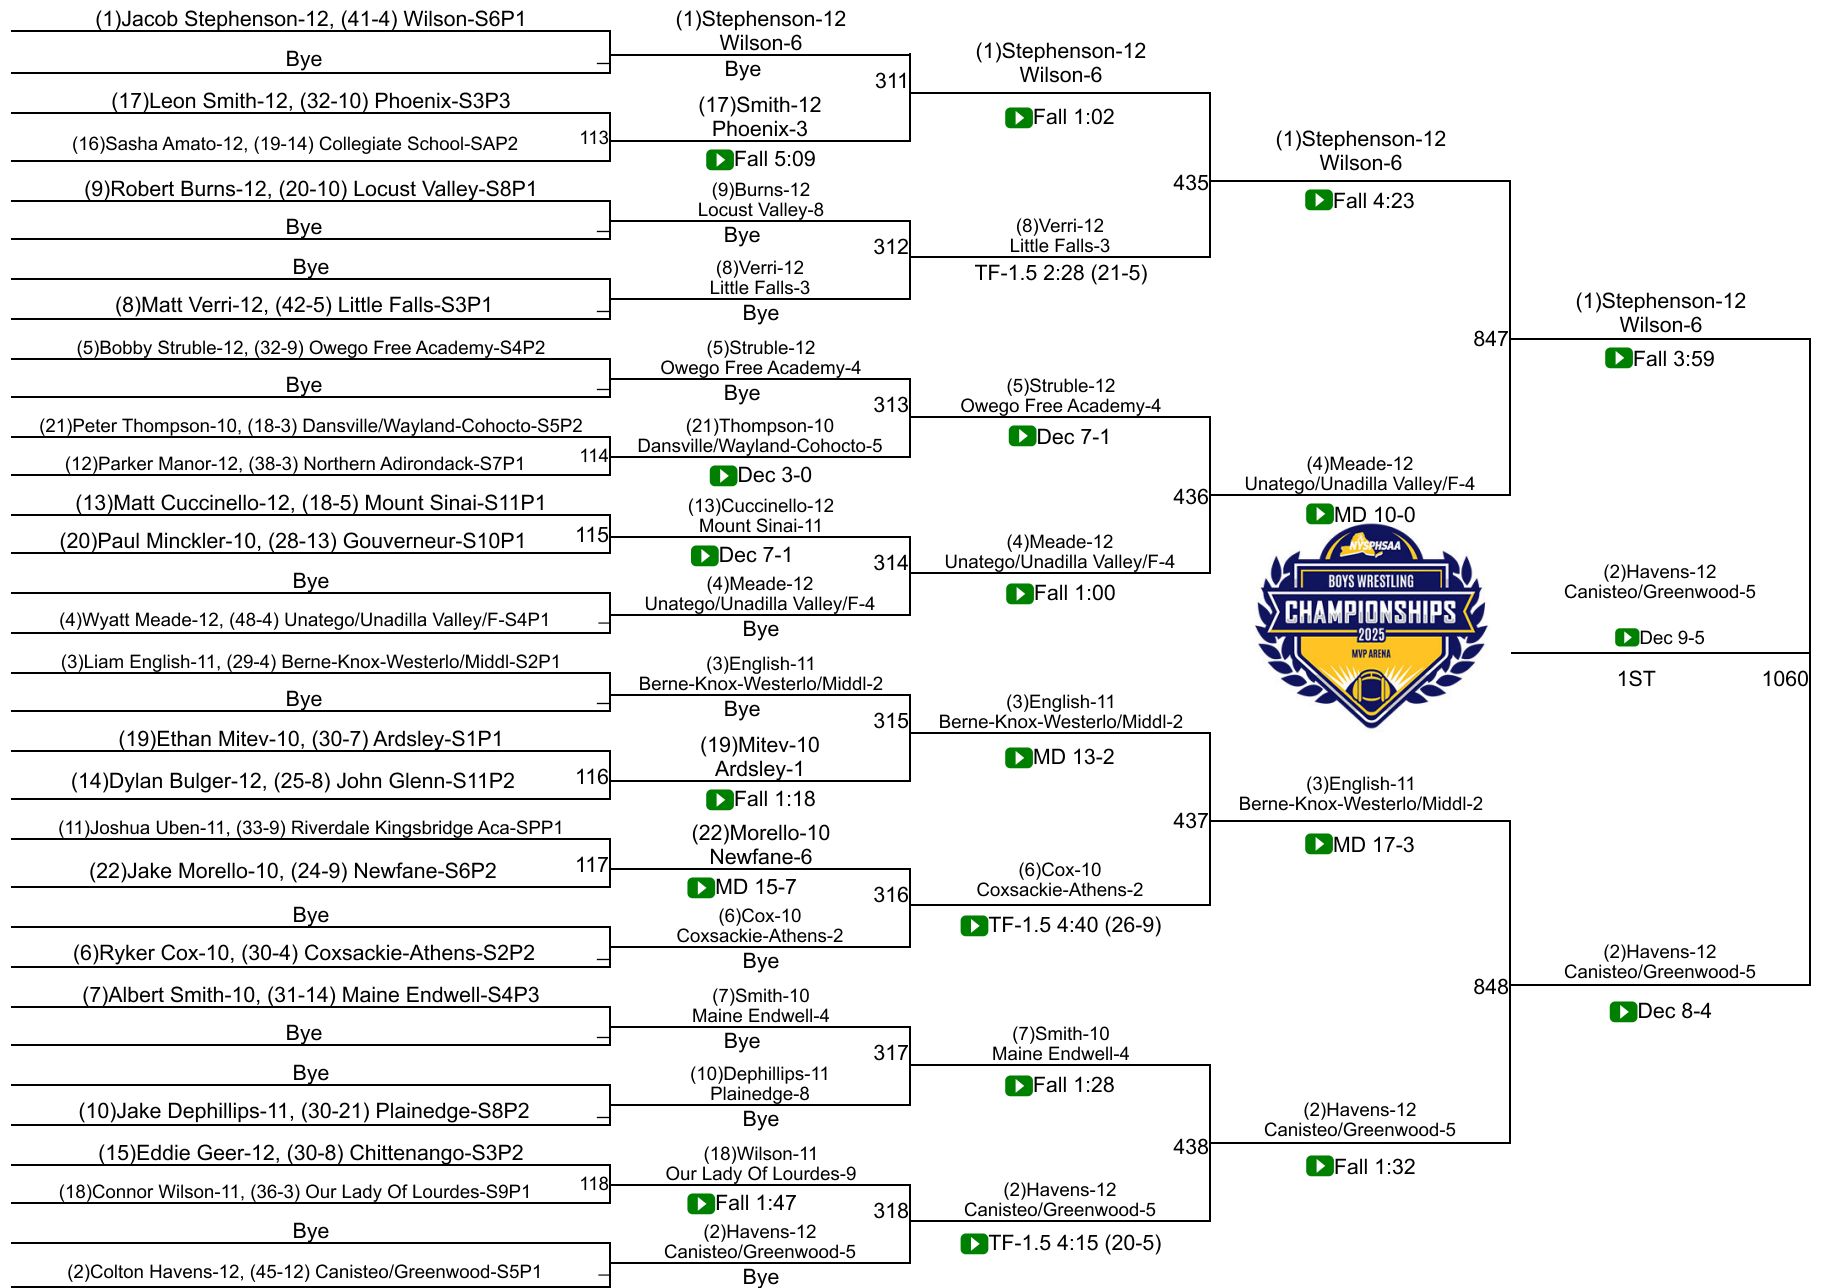 (1)Jacob Stephenson-12, (41-4) Wilson-S6P1
Bye
(17)Leon Smith-12, (32-10) Phoenix-S3P3
(16)Sasha Amato-12, (19-14) Collegiate School-SAP2
113
(9)Robert Burns-12, (20-10) Locust Valley-S8P1
Bye
Bye
(8)Matt Verri-12, (42-5) Little Falls-S3P1
(5)Bobby Struble-12, (32-9) Owego Free Academy-S4P2
Bye
(21)Peter Thompson-10, (18-3) Dansville/Wayland-Cohocto-S5P2
(12)Parker Manor-12, (38-3) Northern Adirondack-S7P1
114
(13)Matt Cuccinello-12, (18-5) Mount Sinai-S11P1
(20)Paul Minckler-10, (28-13) Gouverneur-S10P1
115
Bye
(4)Wyatt Meade-12, (48-4) Unatego/Unadilla Valley/F-S4P1
(3)Liam English-11, (29-4) Berne-Knox-Westerlo/Middl-S2P1
Bye
(19)Ethan Mitev-10, (30-7) Ardsley-S1P1
(14)Dylan Bulger-12, (25-8) John Glenn-S11P2
116
(11)Joshua Uben-11, (33-9) Riverdale Kingsbridge Aca-SPP1
(22)Jake Morello-10, (24-9) Newfane-S6P2
117
Bye
(6)Ryker Cox-10, (30-4) Coxsackie-Athens-S2P2
(7)Albert Smith-10, (31-14) Maine Endwell-S4P3
Bye
Bye
(10)Jake Dephillips-11, (30-21) Plainedge-S8P2
(15)Eddie Geer-12, (30-8) Chittenango-S3P2
(18)Connor Wilson-11, (36-3) Our Lady Of Lourdes-S9P1
118
Bye
(2)Colton Havens-12, (45-12) Canisteo/Greenwood-S5P1
(1)Stephenson-12
Wilson-6
Bye
311
(17)Smith-12
Phoenix-3
Fall 5:09
(9)Burns-12
Locust Valley-8
Bye
312
(8)Verri-12
Little Falls-3
Bye
(5)Struble-12
Owego Free Academy-4
Bye
313
(21)Thompson-10
Dansville/Wayland-Cohocto-5
Dec 3-0
(13)Cuccinello-12
Mount Sinai-11
Dec 7-1
314
(4)Meade-12
Unatego/Unadilla Valley/F-4
Bye
(3)English-11
Berne-Knox-Westerlo/Middl-2
Bye
315
(19)Mitev-10
Ardsley-1
Fall 1:18
(22)Morello-10
Newfane-6
MD 15-7
316
(6)Cox-10
Coxsackie-Athens-2
Bye
(7)Smith-10
Maine Endwell-4
Bye
317
(10)Dephillips-11
Plainedge-8
Bye
(18)Wilson-11
Our Lady Of Lourdes-9
Fall 1:47
318
(2)Havens-12
Canisteo/Greenwood-5
Bye
(1)Stephenson-12
Wilson-6
Fall 1:02
435
(8)Verri-12
Little Falls-3
TF-1.5 2:28 (21-5)
(5)Struble-12
Owego Free Academy-4
Dec 7-1
436
(4)Meade-12
Unatego/Unadilla Valley/F-4
Fall 1:00
(3)English-11
Berne-Knox-Westerlo/Middl-2
MD 13-2
437
(6)Cox-10
Coxsackie-Athens-2
TF-1.5 4:40 (26-9)
(7)Smith-10
Maine Endwell-4
Fall 1:28
438
(2)Havens-12
Canisteo/Greenwood-5
TF-1.5 4:15 (20-5)
(1)Stephenson-12
Wilson-6
Fall 4:23
847
(4)Meade-12
Unatego/Unadilla Valley/F-4
MD 10-0
NYSPHSAA
BOYS WRESTLING
CHAMPIONSHIPS
2025
MVP ARENA
(3)English-11
Berne-Knox-Westerlo/Middl-2
MD 17-3
848
(2)Havens-12
Canisteo/Greenwood-5
Fall 1:32
(1)Stephenson-12
Wilson-6
Fall 3:59
(2)Havens-12
Canisteo/Greenwood-5
Dec 9-5
1ST
1060
(2)Havens-12
Canisteo/Greenwood-5
Dec 8-4